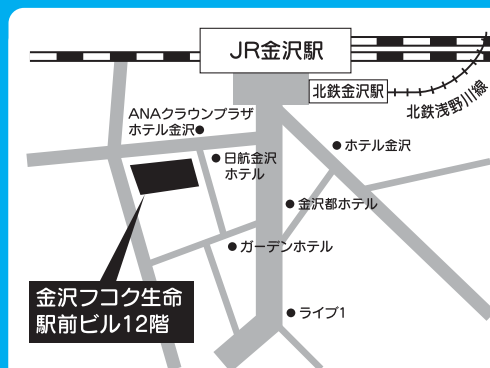 JR金沢駅
北鉄金沢駅
北鉄浅野川線
ANAクラウンプラザ
ホテル金沢
日航金沢
ホテル
ホテル金沢
金沢都ホテル
ガーデンホテル
金沢フコク生命
駅前ビル12階
ライブ1